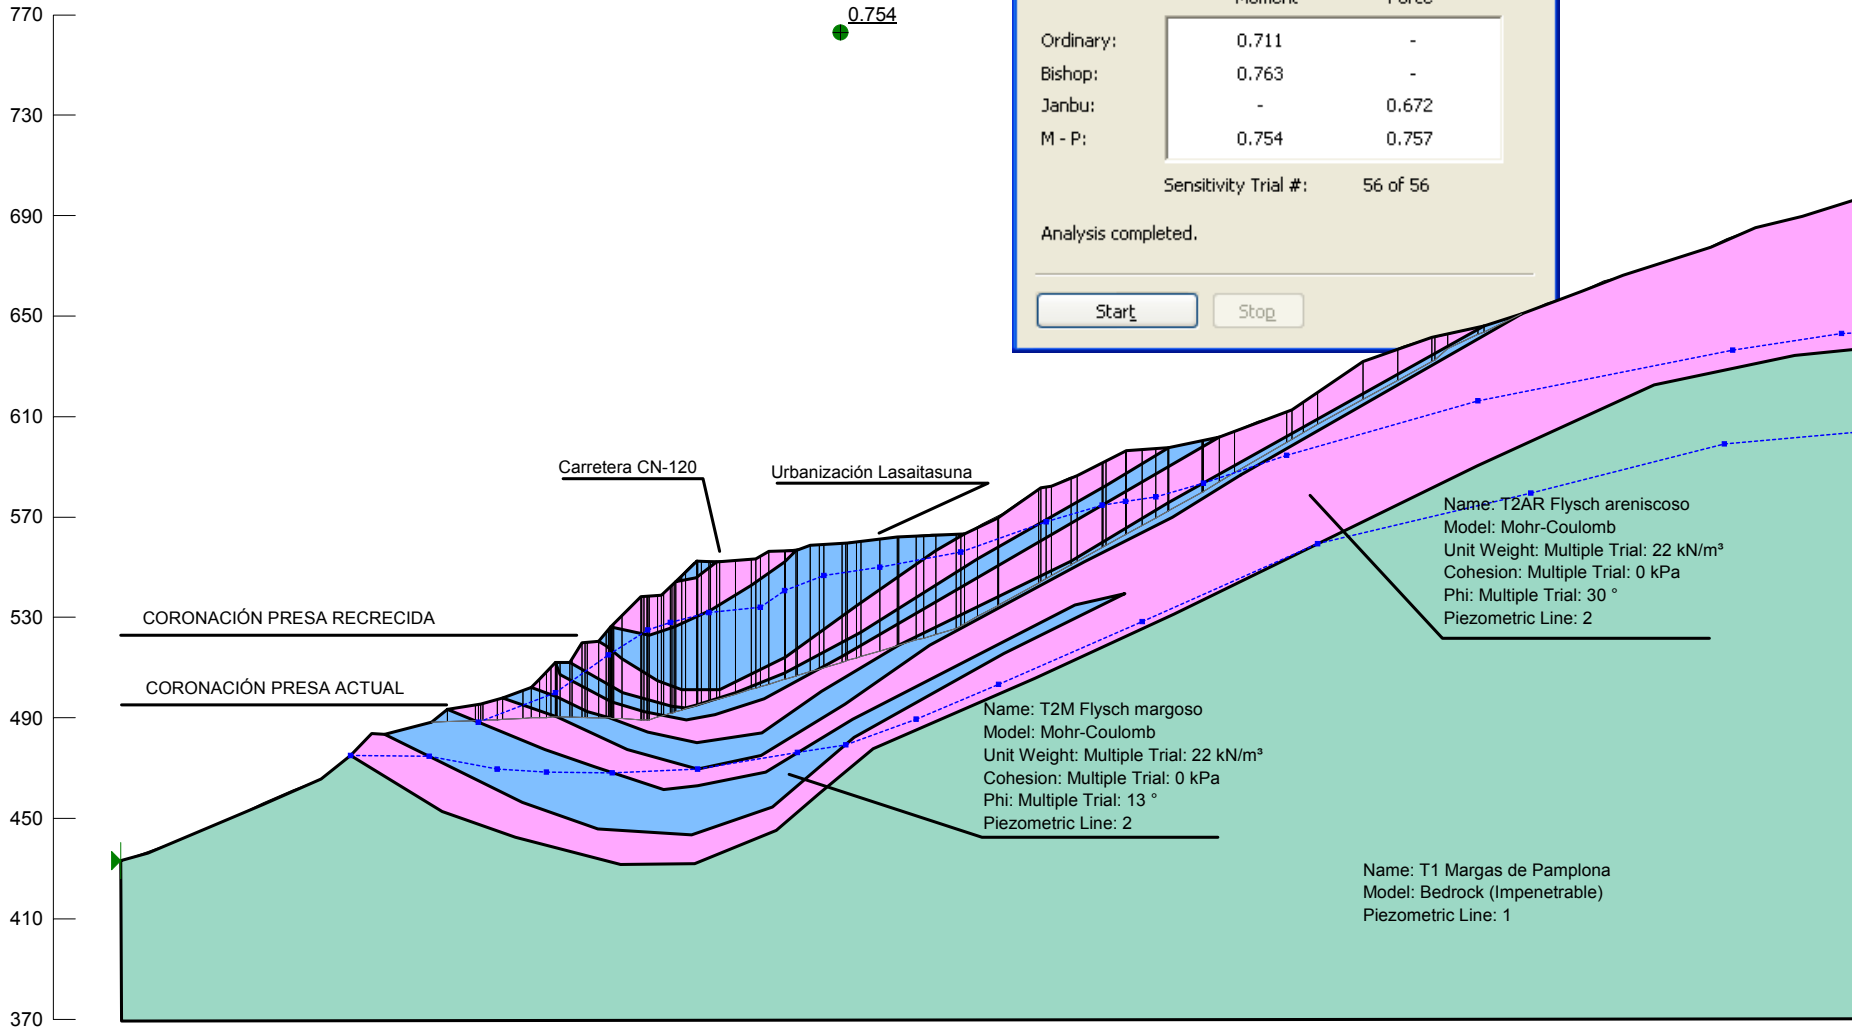 770
730
690
650
610
570
530
490
450
410
370
0.754
Moment Force
Ordinary: 0.711 -
Bishop: 0.763 -
Janbu: - 0.672
M - P: 0.754 0.757
Sensitivity Trial #: 56 of 56
Analysis completed.
Start Stop
Carretera CN-120
Urbanización Lasaitasuna
CORONACIÓN PRESA RECRECIDA
CORONACIÓN PRESA ACTUAL
Name: T2AR Flysch areniscoso
Model: Mohr-Coulomb
Unit Weight: Multiple Trial: 22 kN/m³
Cohesion: Multiple Trial: 0 kPa
Phi: Multiple Trial: 30 °
Piezometric Line: 2
Name: T2M Flysch margoso
Model: Mohr-Coulomb
Unit Weight: Multiple Trial: 22 kN/m³
Cohesion: Multiple Trial: 0 kPa
Phi: Multiple Trial: 13 °
Piezometric Line: 2
Name: T1 Margas de Pamplona
Model: Bedrock (Impenetrable)
Piezometric Line: 1